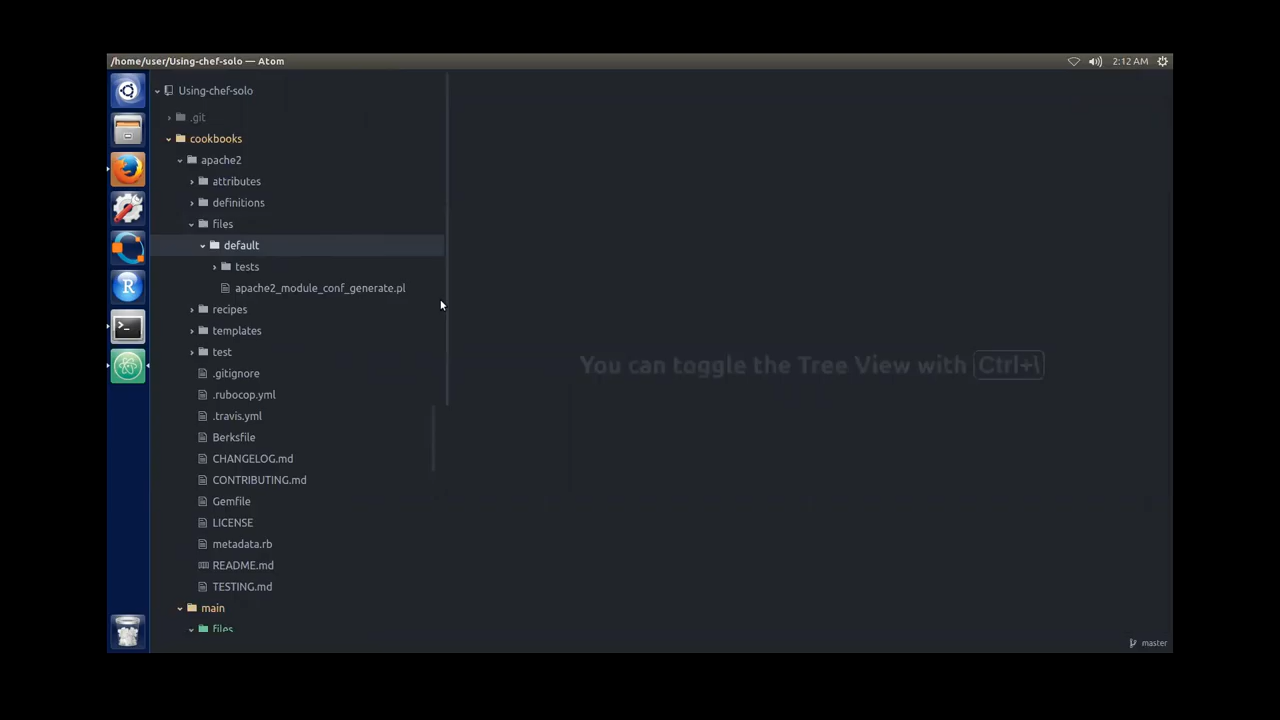 /home/user/Using-chef-solo — Atom
2:12 AM
Using-chef-solo
.git
cookbooks
apache2
attributes
definitions
files
default
tests
apache2_module_conf_generate.pl
recipes
templates
test
.gitignore
.rubocop.yml
.travis.yml
Berksfile
CHANGELOG.md
CONTRIBUTING.md
Gemfile
LICENSE
metadata.rb
README.md
TESTING.md
main
files
You can toggle the Tree View with Ctrl+\
R
master